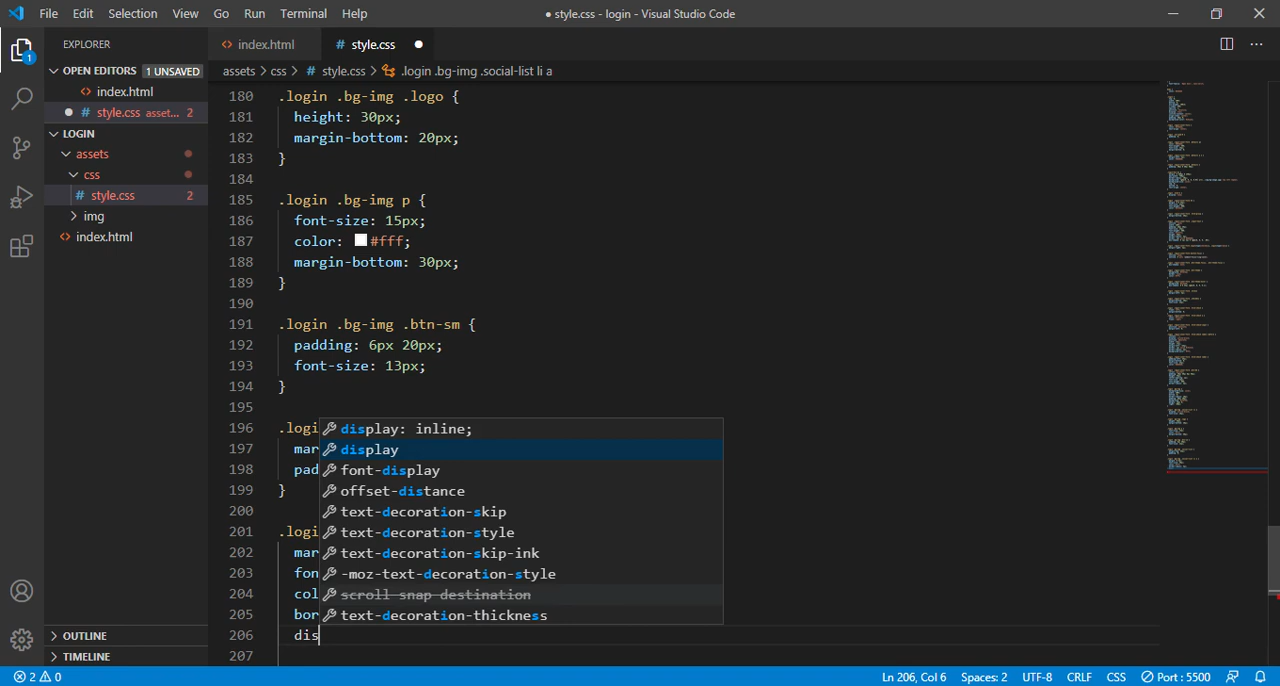 File Edit Selection View Go Run Terminal Help
● style.css - login - Visual Studio Code
EXPLORER
<> index.html
# style.css ●
OPEN EDITORS 1 UNSAVED
assets > css > # style.css > .login .bg-img .social-list li a
1
<> index.html
● # style.css asset... 2
LOGIN
assets
css
# style.css 2
img
<> index.html
180 .login .bg-img .logo {
181 height: 30px;
182 margin-bottom: 20px;
183 }
184
185 .login .bg-img p {
186 font-size: 15px;
187 color: #fff;
188 margin-bottom: 30px;
189 }
190
191 .login .bg-img .btn-sm {
192 padding: 6px 20px;
193 font-size: 13px;
194 }
195
196 .logi
197 mar
198 pad
199 }
200
201 .logi
202 mar
203 fon
204 col
205 bor
206 dis
207
display: inline;
display
font-display
offset-distance
text-decoration-skip
text-decoration-style
text-decoration-skip-ink
-moz-text-decoration-style
scroll snap destination
text-decoration-thickness
OUTLINE
TIMELINE
2 0
Ln 206, Col 6 Spaces: 2 UTF-8 CRLF CSS Port : 5500